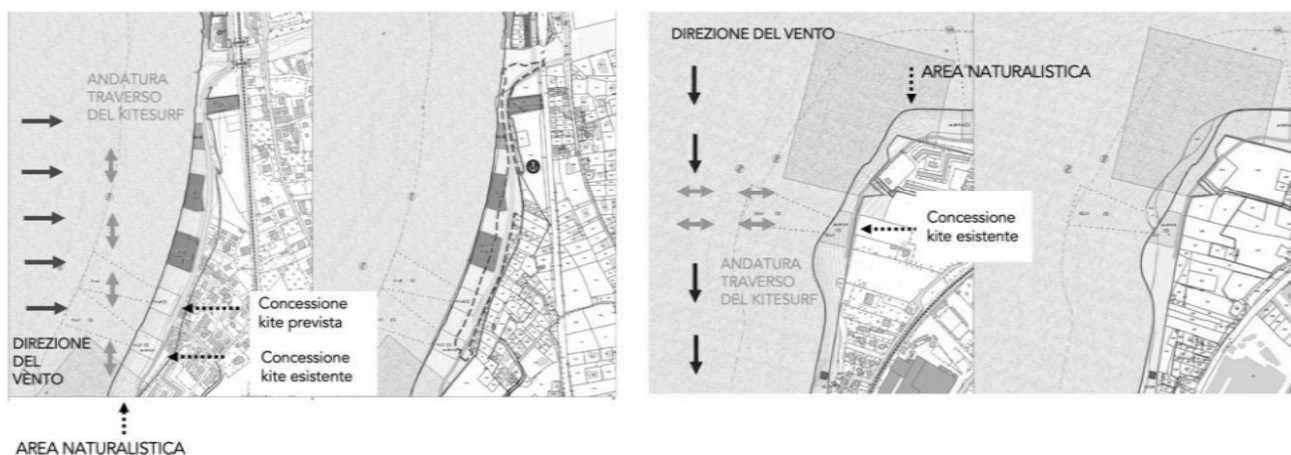 ANDATURA
TRAVERSO
DEL KITESURF
Concessione
kite prevista
Concessione
kite esistente
DIREZIONE
DEL
VENTO
AREA NATURALISTICA
DIREZIONE DEL VENTO
AREA NATURALISTICA
Concessione
kite esistente
ANDATURA
TRAVERSO
DEL KITESURF